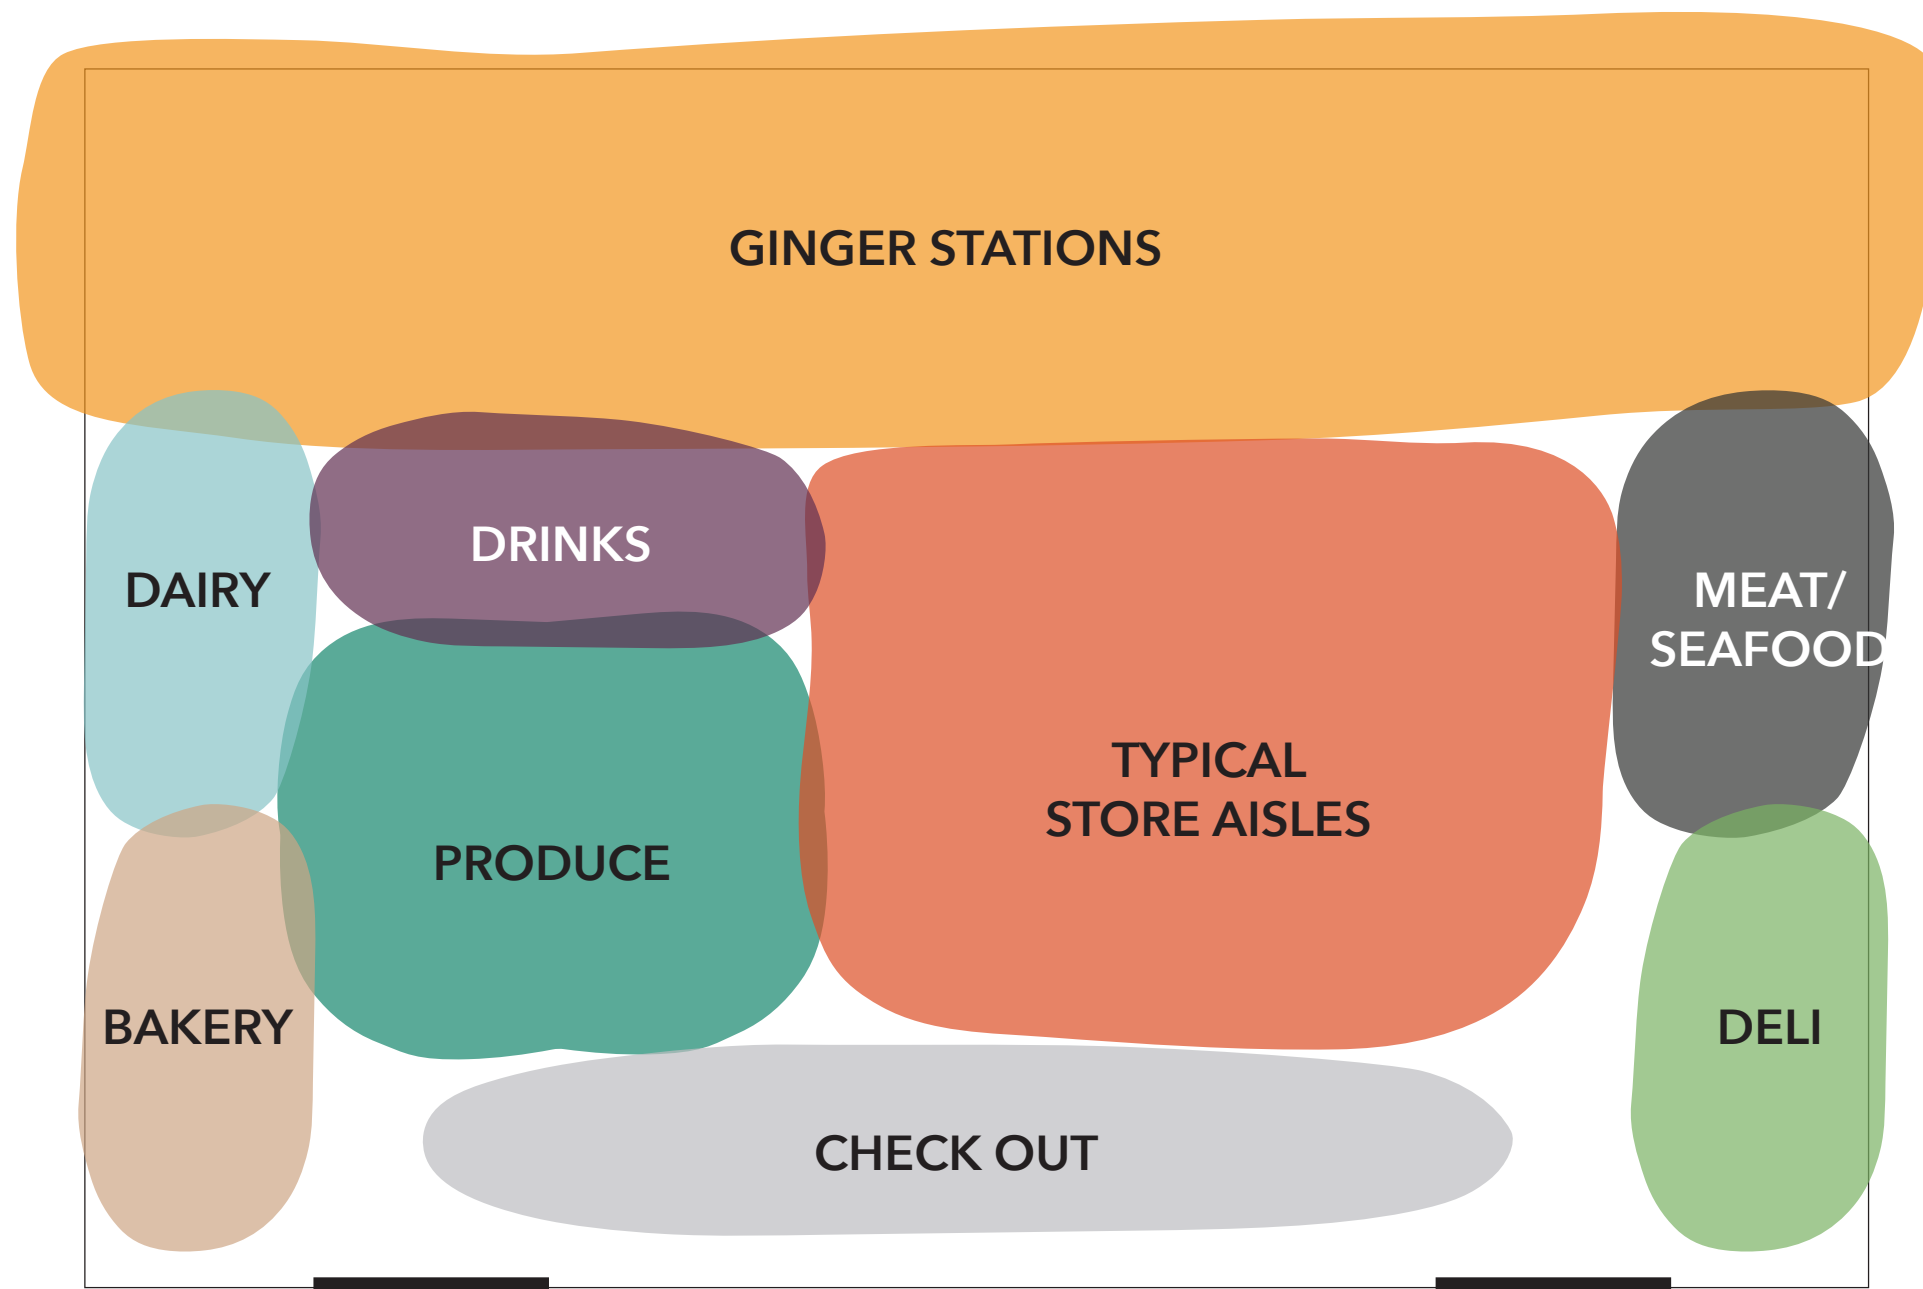 GINGER STATIONS
DRINKS
DAIRY
MEAT/
SEAFOOD
TYPICAL
STORE AISLES
PRODUCE
BAKERY
DELI
CHECK OUT